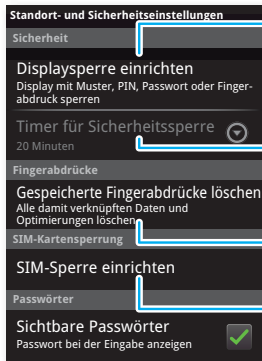 Standort- und Sicherheitseinstellungen
Sicherheit
Displaysperre einrichten
Display mit Muster, PIN, Passwort oder Finger-
abdruck sperren
Timer für Sicherheitssperre
20 Minuten
Fingerabdrücke
Gespeicherte Fingerabdrücke löschen
Alle damit verknüpften Daten und
Optimierungen löschen
SIM-Kartensperrung
SIM-Sperre einrichten
Passwörter
Sichtbare Passwörter
Passwort bei der Eingabe anzeigen